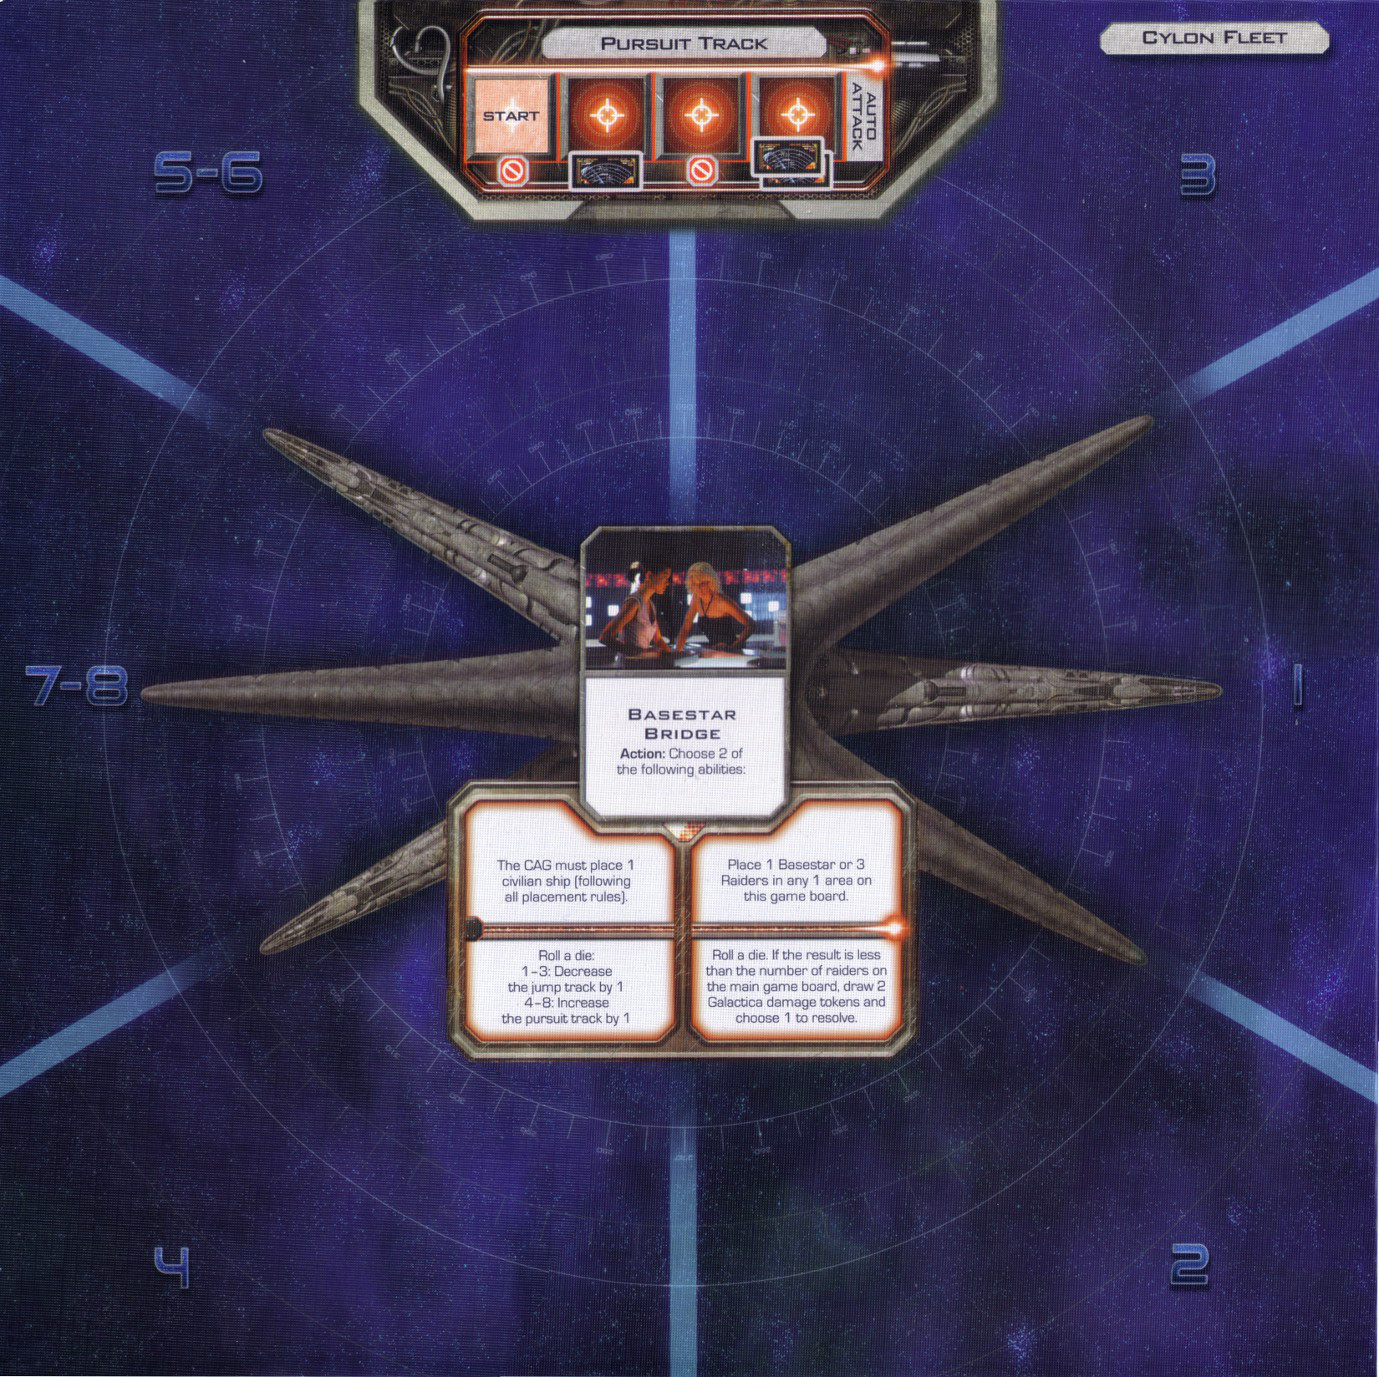 PURSUIT TRACK
CYLON FLEET
START
AUTO
ATTACK
5-6
3
7-8
1
BASESTAR
BRIDGE
Action: Choose 2 of
the following abilities:
The CAG must place 1
civilian ship (following
all placement rules).
Place 1 Basestar or 3
Raiders in any 1 area on
this game board.
Roll a die:
1-3: Decrease
the jump track by 1
4-8: Increase
the pursuit track by 1
Roll a die. If the result is less
than the number of raiders on
the main game board, draw 2
Galactica damage tokens and
choose 1 to resolve.
4
2